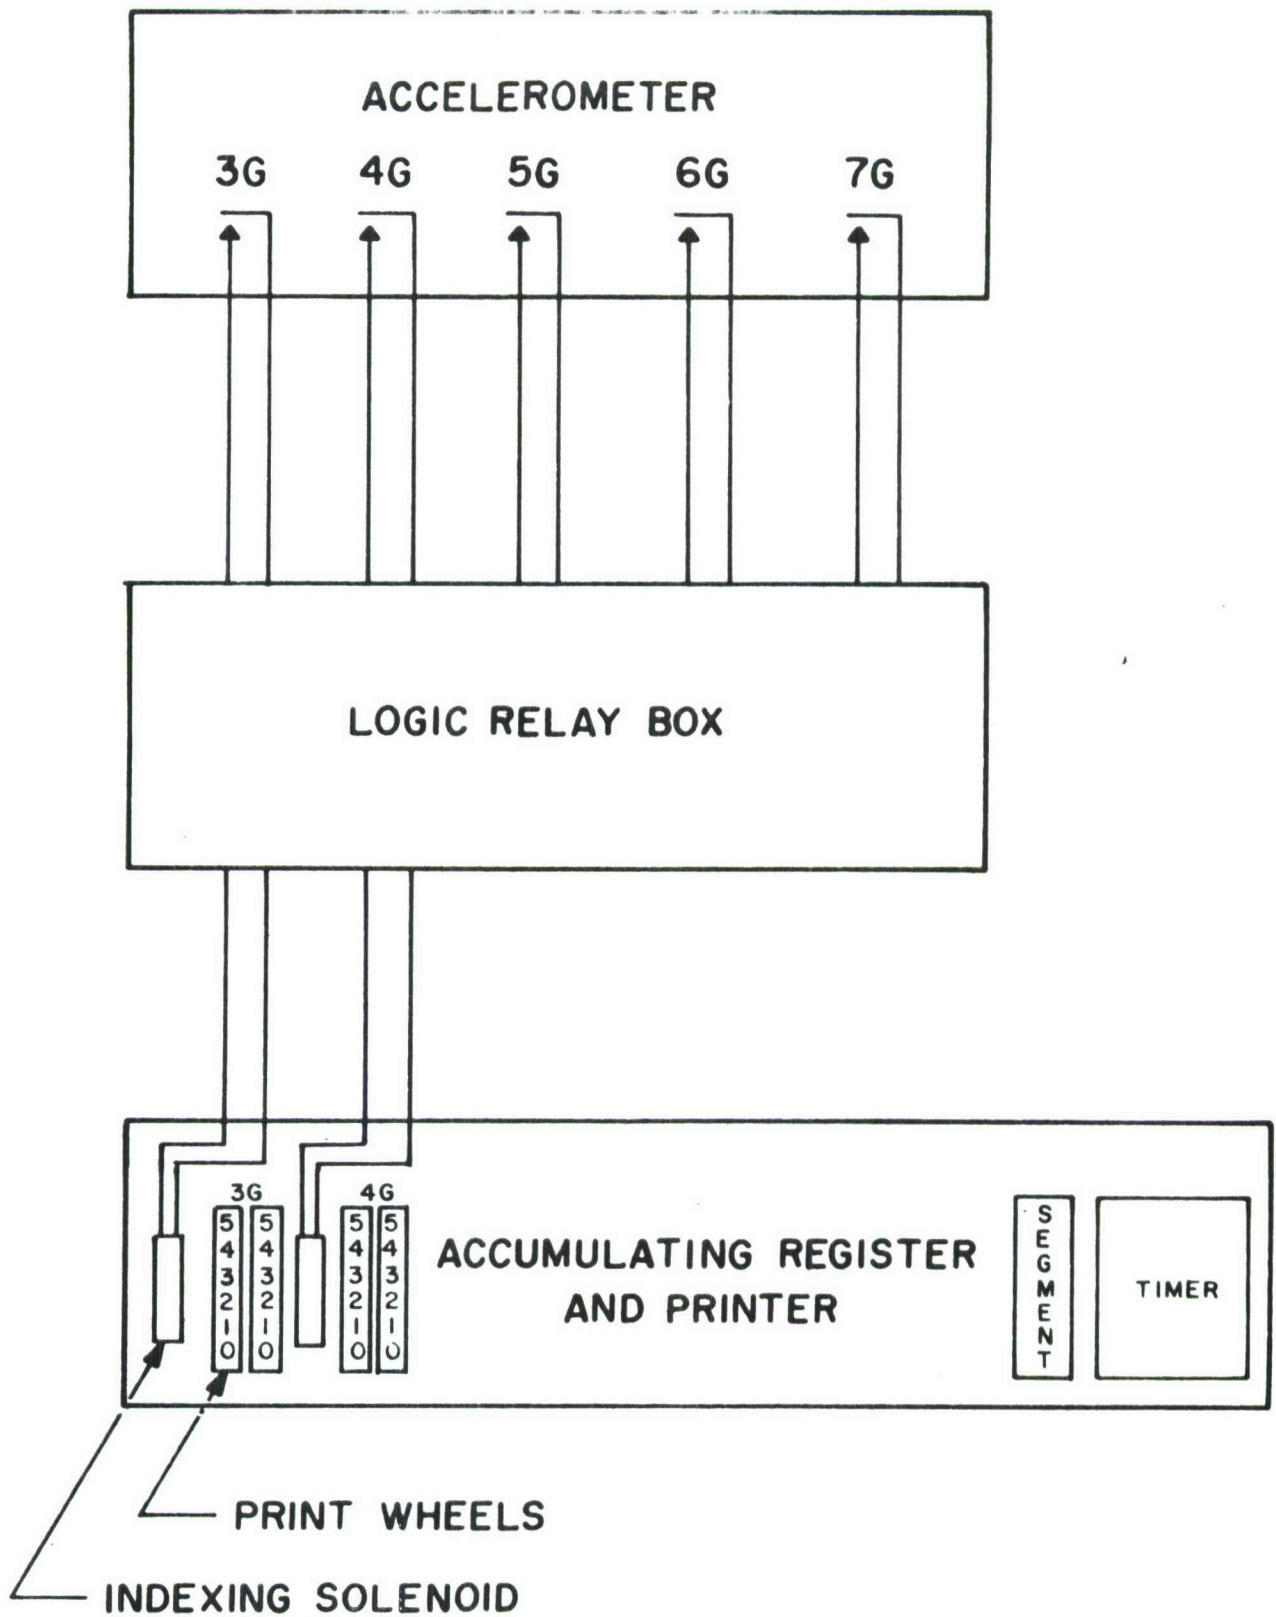 ACCELEROMETER
3G 4G 5G 6G 7G
LOGIC RELAY BOX
3G 4G
5 5 5 5
4 4 4 4
3 3 3 3
2 2 2 2
1 1 1 1
0 0 0 0
ACCUMULATING REGISTER
AND PRINTER
SEGMENT
TIMER
PRINT WHEELS
INDEXING SOLENOID